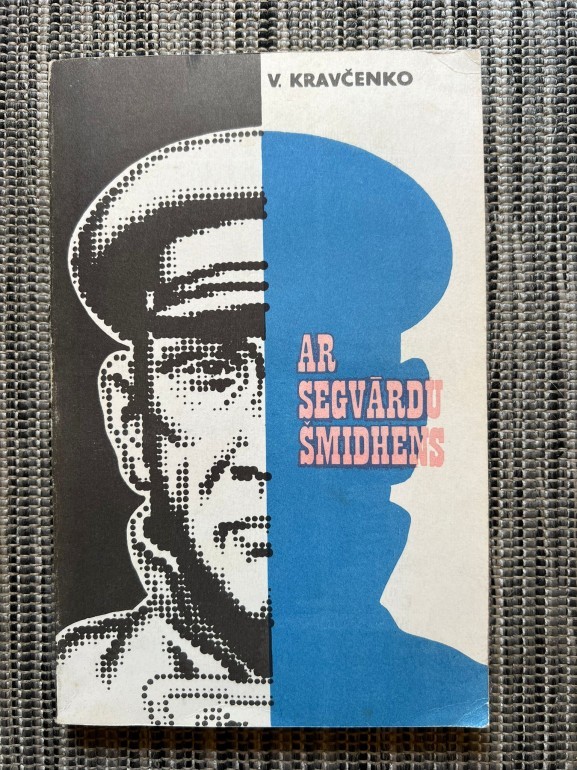 V. KRAVČENKO
AR
SEGVĀRDU
ŠMIDHENS